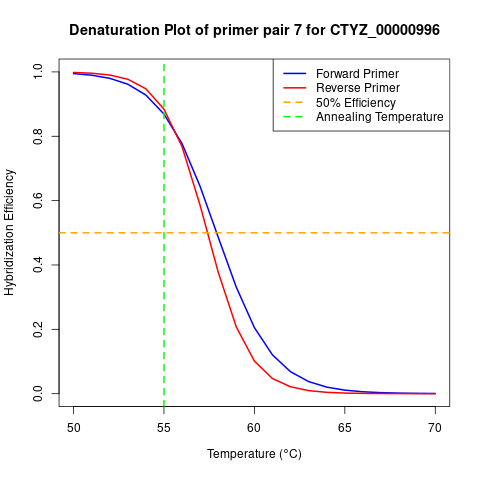 Denaturation Plot of primer pair 7 for CTYZ_00000996
Forward Primer
Reverse Primer
50% Efficiency
Annealing Temperature
Hybridization Efficiency
1.0
0.8
0.6
0.4
0.2
0.0
50
55
60
65
70
Temperature (°C)